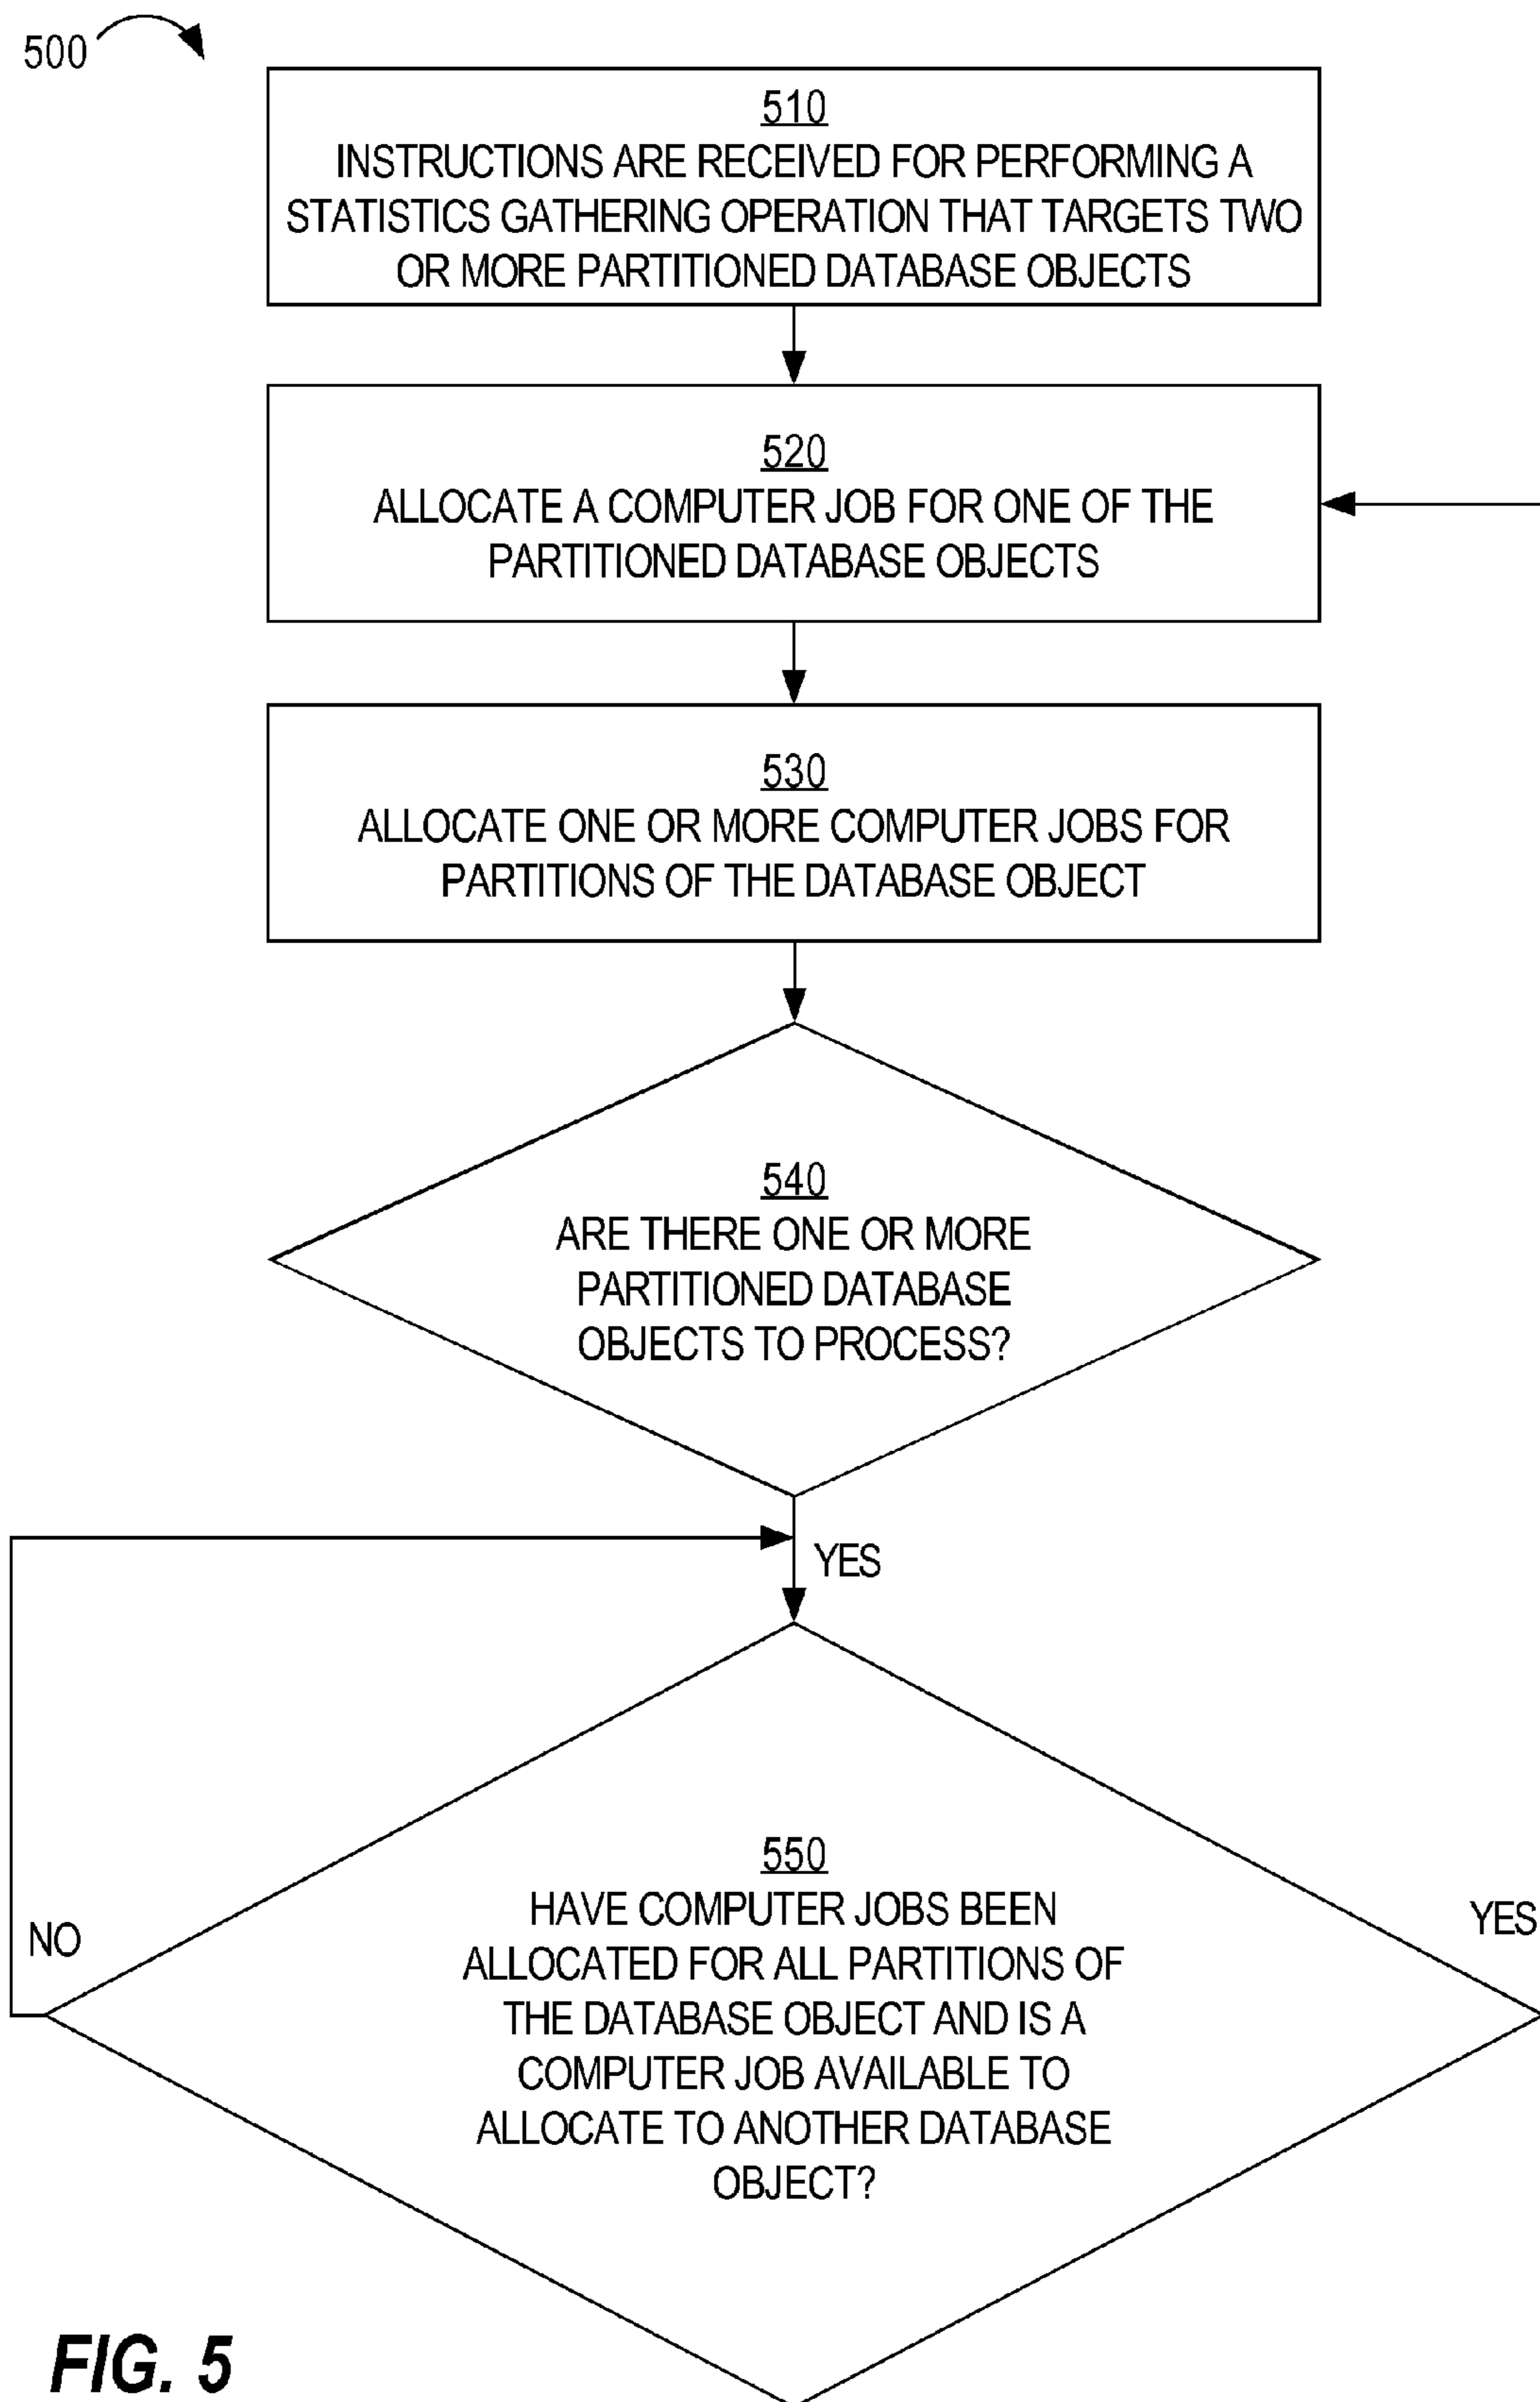 500
510
INSTRUCTIONS ARE RECEIVED FOR PERFORMING A
STATISTICS GATHERING OPERATION THAT TARGETS TWO
OR MORE PARTITIONED DATABASE OBJECTS
520
ALLOCATE A COMPUTER JOB FOR ONE OF THE
PARTITIONED DATABASE OBJECTS
530
ALLOCATE ONE OR MORE COMPUTER JOBS FOR
PARTITIONS OF THE DATABASE OBJECT
540
ARE THERE ONE OR MORE
PARTITIONED DATABASE
OBJECTS TO PROCESS?
YES
550
HAVE COMPUTER JOBS BEEN
ALLOCATED FOR ALL PARTITIONS OF
THE DATABASE OBJECT AND IS A
COMPUTER JOB AVAILABLE TO
ALLOCATE TO ANOTHER DATABASE
OBJECT?
NO
YES
FIG. 5